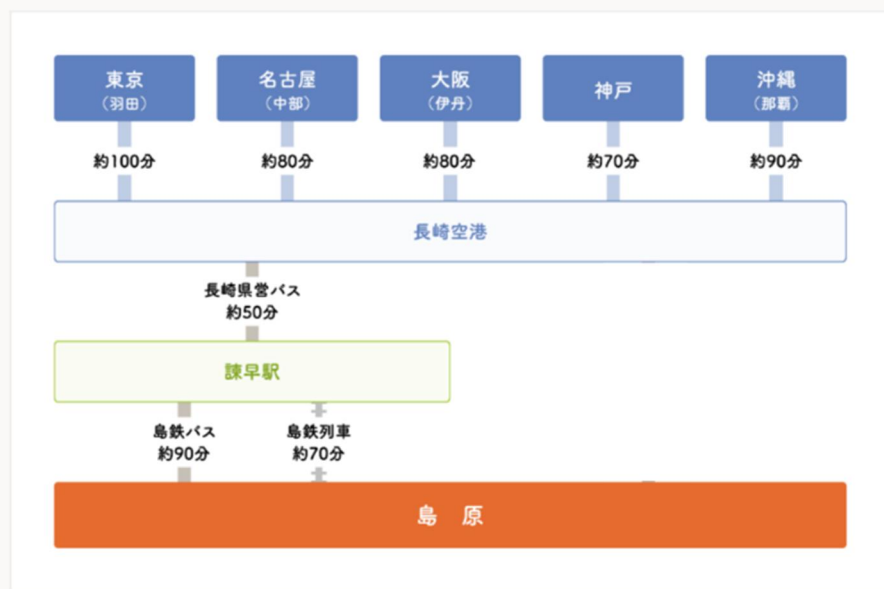 東京
（羽田）
名古屋
（中部）
大阪
（伊丹）
神戸
沖縄
（那覇）
約100分
約80分
約80分
約70分
約90分
長崎空港
長崎県営バス
約50分
諫早駅
島鉄バス
約90分
島鉄列車
約70分
島 原